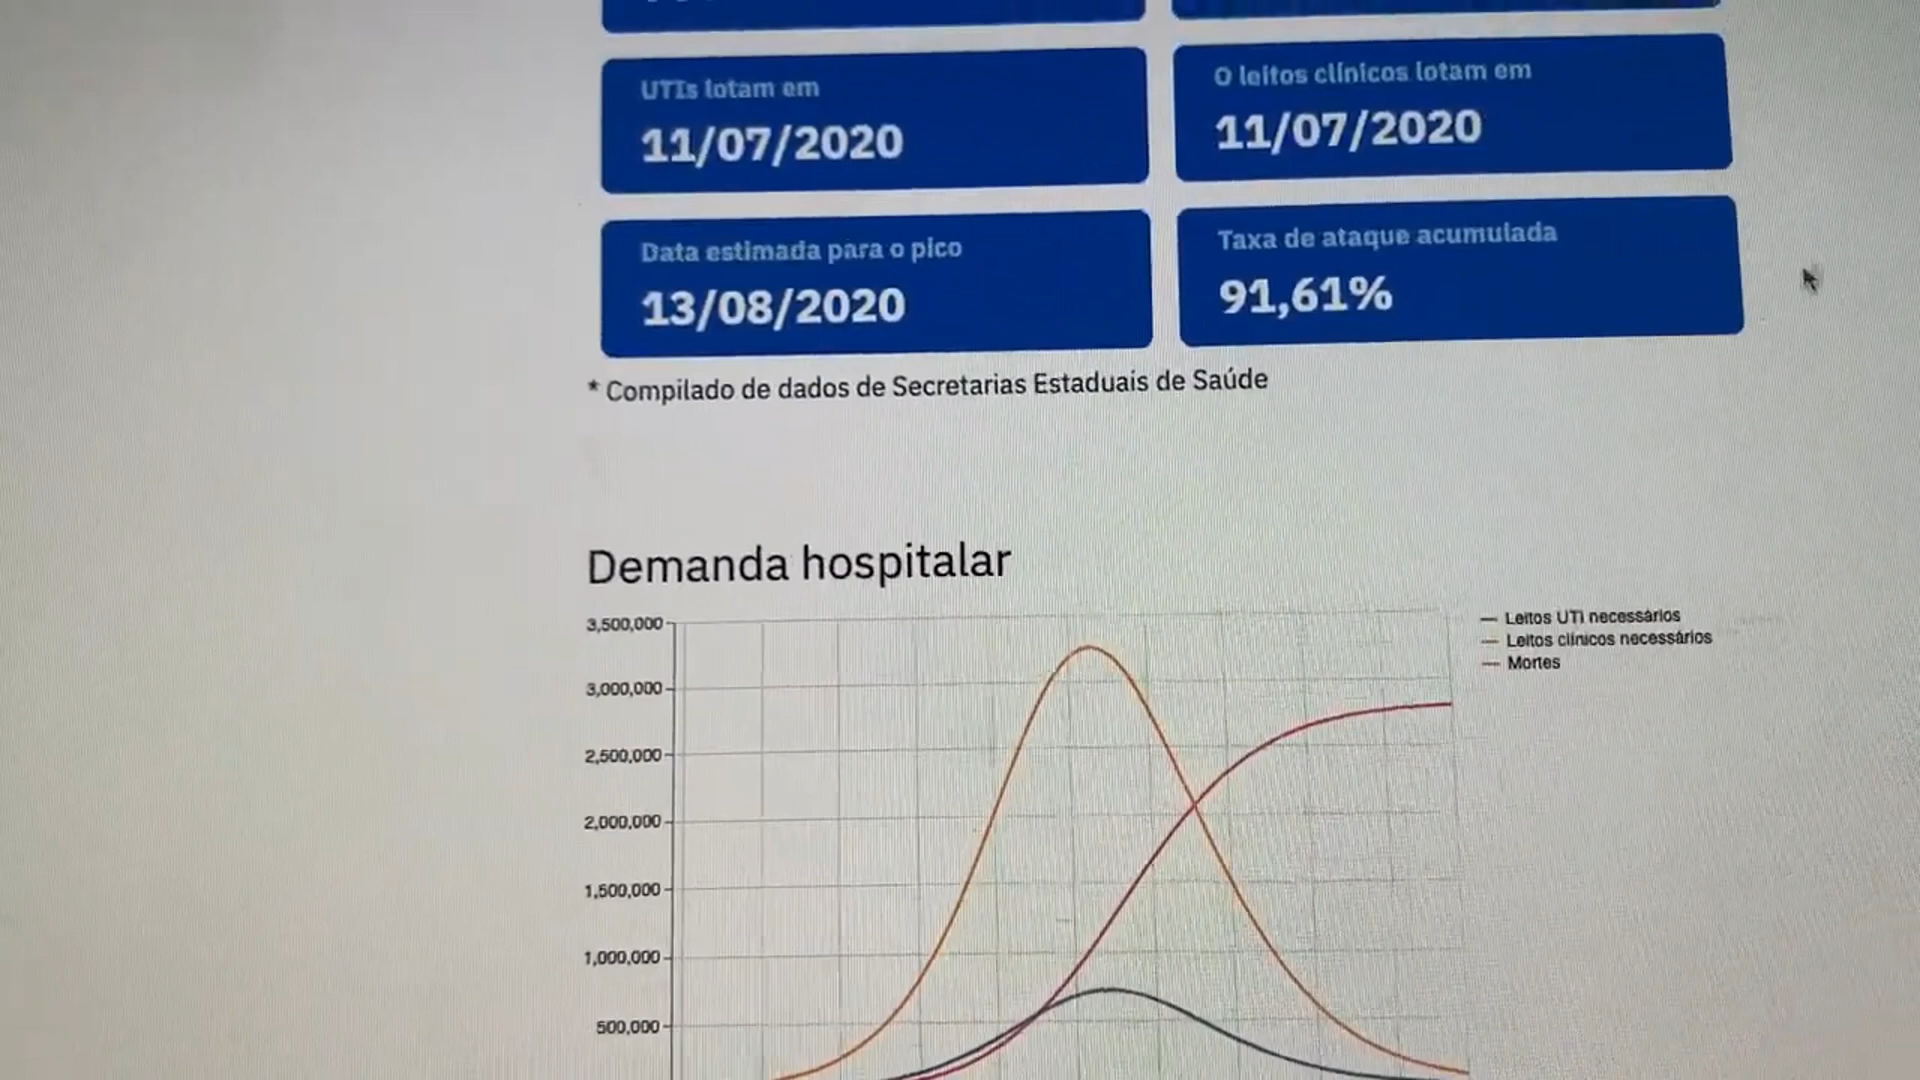 UTIs lotam em
11/07/2020
O leitos clínicos lotam em
11/07/2020
Data estimada para o pico
13/08/2020
Taxa de ataque acumulada
91,61%
* Compilado de dados de Secretarias Estaduais de Saúde
Demanda hospitalar
3,500,000
3,000,000
2,500,000
2,000,000
1,500,000
1,000,000
500,000
Leitos UTI necessários
Leitos clínicos necessários
Mortes